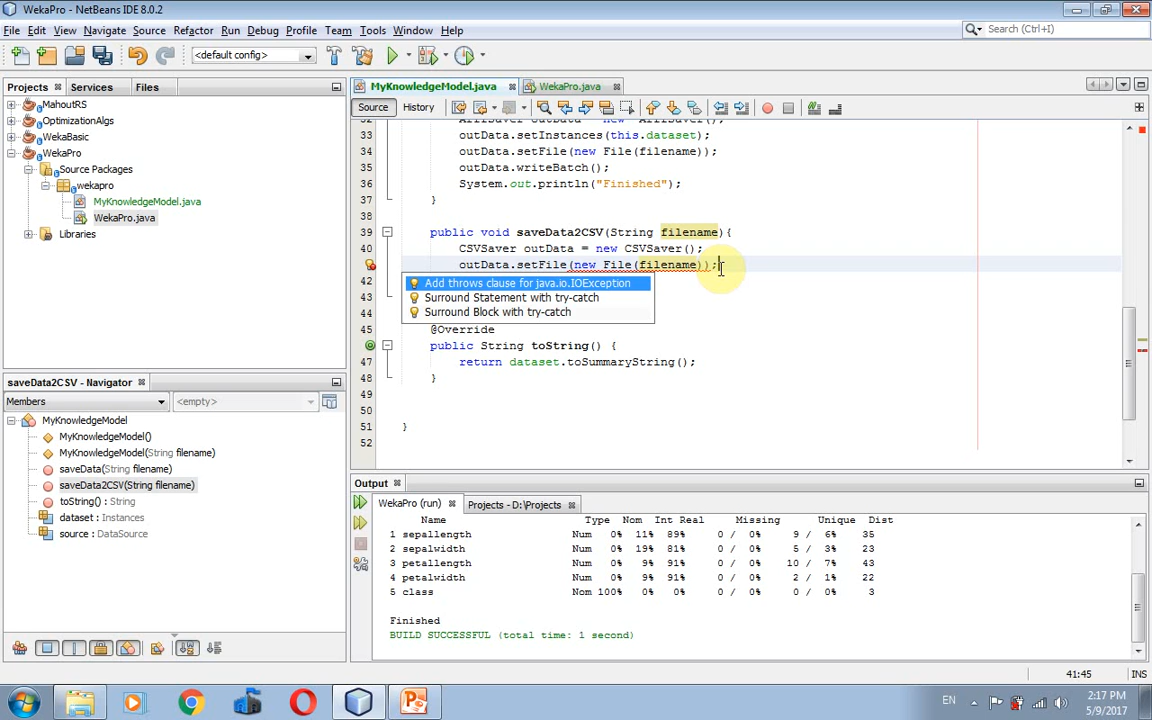 WekaPro - NetBeans IDE 8.0.2
File Edit View Navigate Source Refactor Run Debug Profile Team Tools Window Help
Search (Ctrl+I)
<default config>
Projects Services Files
MyKnowledgeModel.java WekaPro.java
Source History
MahoutRS
OptimizationAlgs
WekaBasic
WekaPro
Source Packages
wekapro
MyKnowledgeModel.java
WekaPro.java
Libraries
32 ArffSaver outData = new ArffSaver();
33 outData.setInstances(this.dataset);
34 outData.setFile(new File(filename));
35 outData.writeBatch();
36 System.out.println("Finished");
37 }
38
39 public void saveData2CSV(String filename){
40 CSVSaver outData = new CSVSaver();
outData.setFile(new File(filename));
42
Add throws clause for java.io.IOException
43
Surround Statement with try-catch
44
Surround Block with try-catch
45 @Override
public String toString() {
47 return dataset.toSummaryString();
48 }
49
50
51 }
52
saveData2CSV - Navigator
Members <empty>
MyKnowledgeModel
MyKnowledgeModel()
MyKnowledgeModel(String filename)
saveData(String filename)
saveData2CSV(String filename)
toString() : String
dataset : Instances
source : DataSource
Output
WekaPro (run) Projects - D:\Projects
Name Type Nom Int Real Missing Unique Dist
1 sepallength Num 0% 11% 89% 0 / 0% 9 / 6% 35
2 sepalwidth Num 0% 19% 81% 0 / 0% 5 / 3% 23
3 petallength Num 0% 9% 91% 0 / 0% 10 / 7% 43
4 petalwidth Num 0% 9% 91% 0 / 0% 2 / 1% 22
5 class Nom 100% 0% 0% 0 / 0% 0 / 0% 3
Finished
BUILD SUCCESSFUL (total time: 1 second)
41:45 INS
EN
2:17 PM
5/9/2017